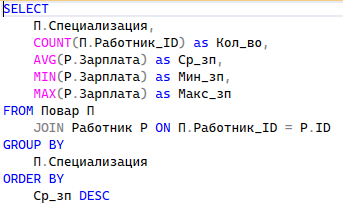 SELECT
П.Специализация,
COUNT(П.Работник_ID) as Кол_во,
AVG(Р.Зарплата) as Ср_зп,
MIN(Р.Зарплата) as Мин_зп,
MAX(Р.Зарплата) as Макс_зп
FROM Повар П
JOIN Работник Р ON П.Работник_ID = Р.ID
GROUP BY
П.Специализация
ORDER BY
Ср_зп DESC